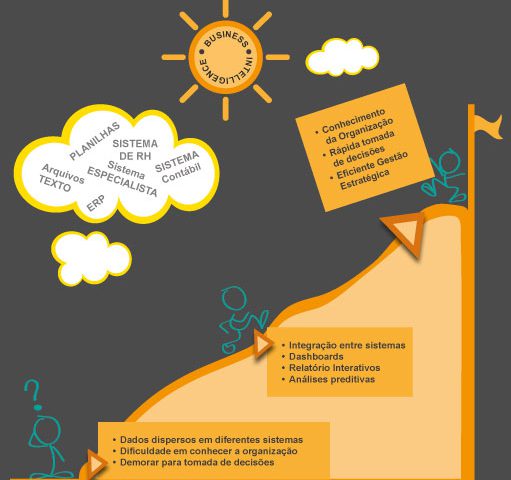 BUSINESS
INTELLIGENCE
PLANILHAS
SISTEMA
DE RH
Sistema
ESPECIALISTA
SISTEMA
Contábil
Arquivos
TEXTO
ERP
• Conhecimento
da Organização
• Rápida tomada
de decisões
• Eficiente Gestão
Estratégica
• Integração entre sistemas
• Dashboards
• Relatório Interativos
• Análises preditivas
?
• Dados dispersos em diferentes sistemas
• Dificuldade em conhecer a organização
• Demorar para tomada de decisões